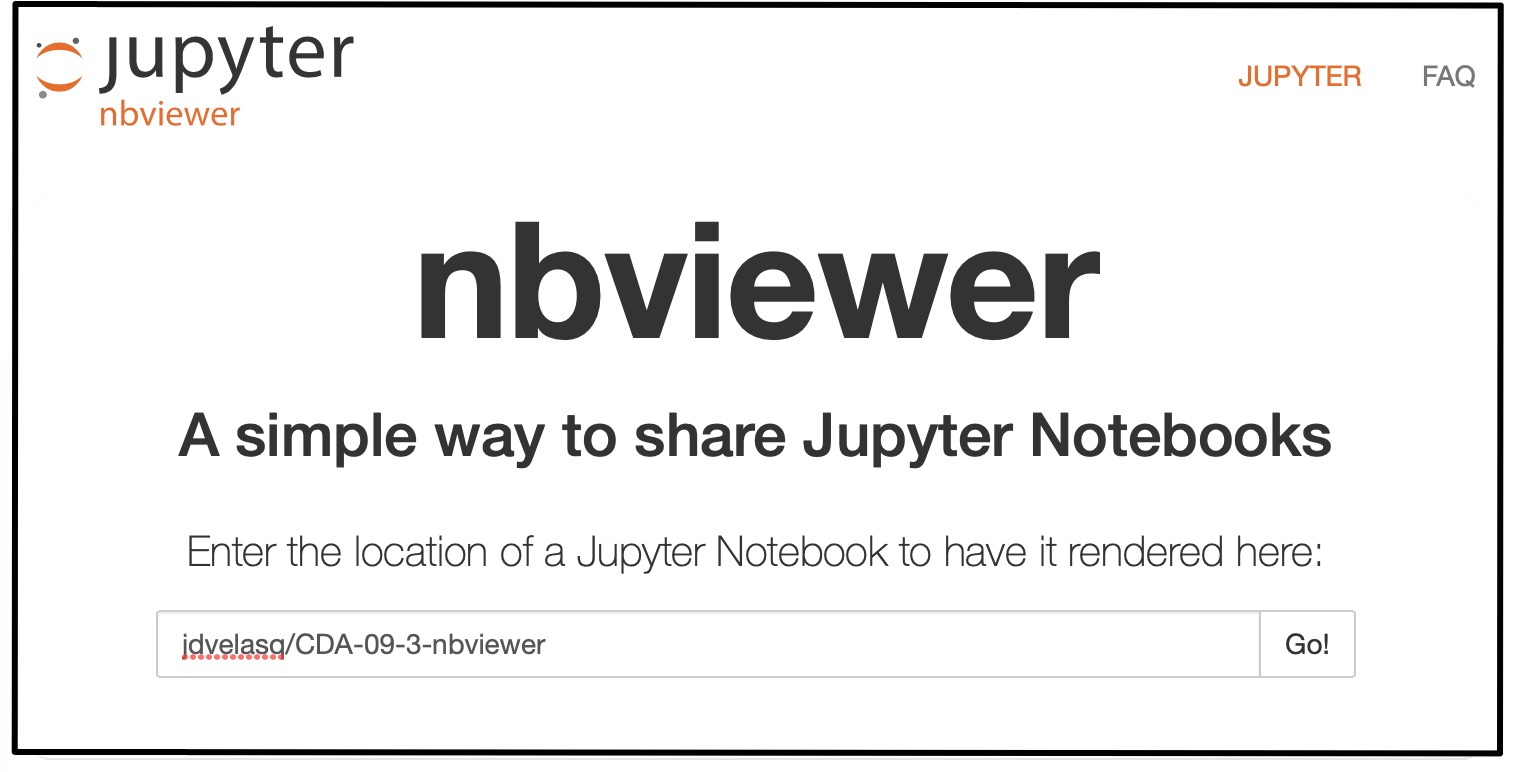 jupyter
nbviewer
JUPYTER FAQ
nbviewer
A simple way to share Jupyter Notebooks
Enter the location of a Jupyter Notebook to have it rendered here:
jdvelasq/CDA-09-3-nbviewer Go!